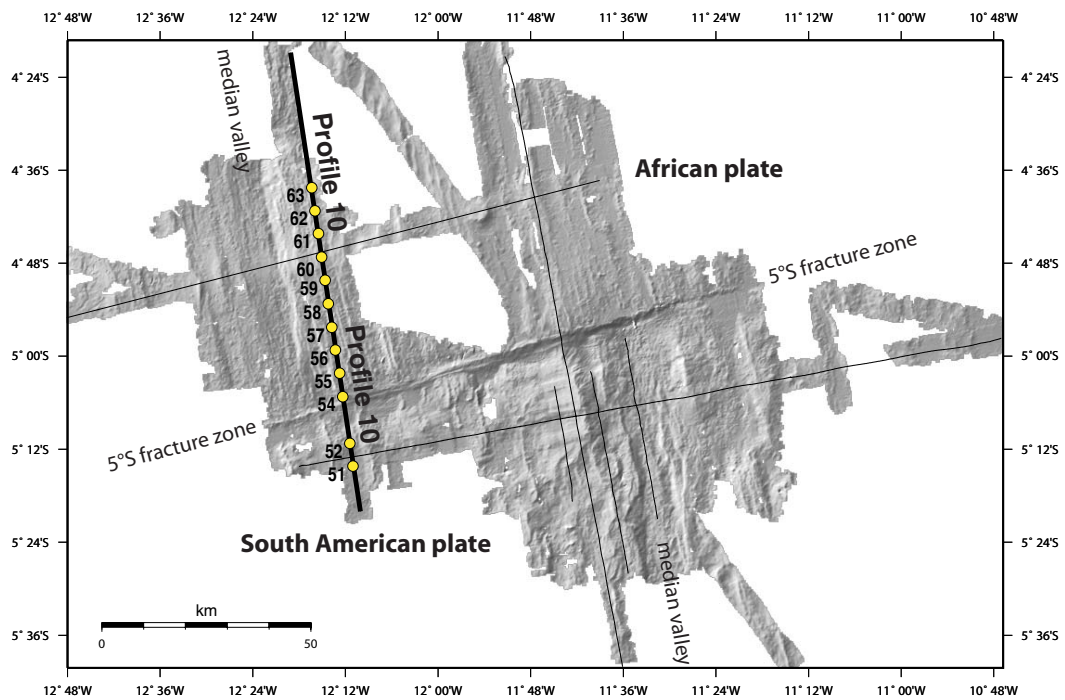 12° 48'W 12° 36'W 12° 24'W 12° 12'W 12° 00'W 11° 48'W 11° 36'W 11° 24'W 11° 12'W 11° 00'W 10° 48'W
4° 24'S 4° 24'S
median valley
Profile 10
African plate
4° 36'S 4° 36'S
63
62
61
4° 48'S 4° 48'S
5°S fracture zone
60
59
58
57
Profile 10
5° 00'S 5° 00'S
56
55
54
5°S fracture zone
5° 12'S 5° 12'S
52
51
South American plate
5° 24'S 5° 24'S
median valley
km
0 50
5° 36'S 5° 36'S
12° 48'W 12° 36'W 12° 24'W 12° 12'W 12° 00'W 11° 48'W 11° 36'W 11° 24'W 11° 12'W 11° 00'W 10° 48'W